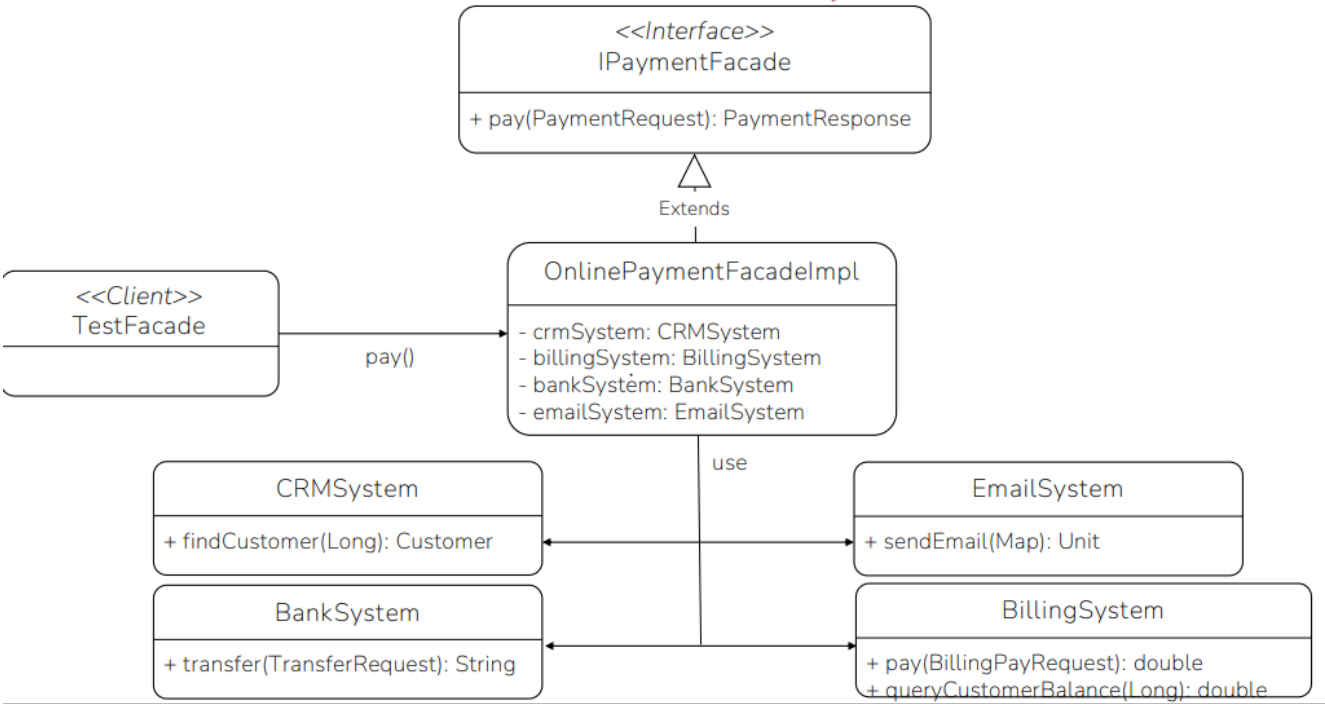 <<Interface>>
IPaymentFacade
+ pay(PaymentRequest): PaymentResponse
Extends
OnlinePaymentFacadeImpl
- crmSystem: CRMSystem
- billingSystem: BillingSystem
- bankSystem: BankSystem
- emailSystem: EmailSystem
<<Client>>
TestFacade
pay()
use
CRMSystem
+ findCustomer(Long): Customer
EmailSystem
+ sendEmail(Map): Unit
BankSystem
+ transfer(TransferRequest): String
BillingSystem
+ pay(BillingPayRequest): double
+ queryCustomerBalance(Long): double